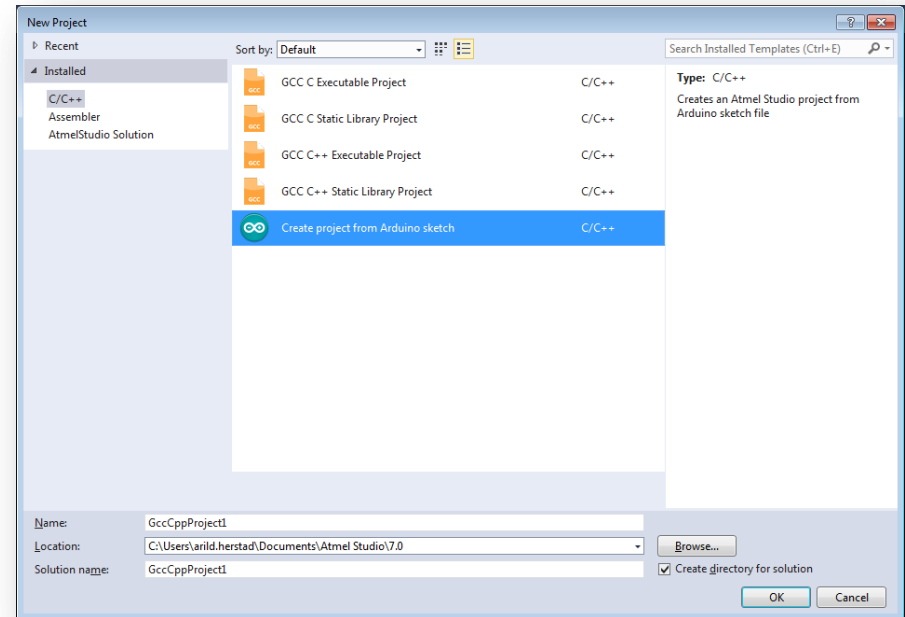 New Project
Recent
Installed
C/C++
Assembler
AtmelStudio Solution
Sort by: Default
GCC C Executable Project C/C++
GCC C Static Library Project C/C++
GCC C++ Executable Project C/C++
GCC C++ Static Library Project C/C++
Create project from Arduino sketch C/C++
Search Installed Templates (Ctrl+E)
Type: C/C++
Creates an Atmel Studio project from
Arduino sketch file
Name: GccCppProject1
Location: C:\Users\arild.herstad\Documents\Atmel Studio\7.0 Browse...
Solution name: GccCppProject1 Create directory for solution
OK Cancel